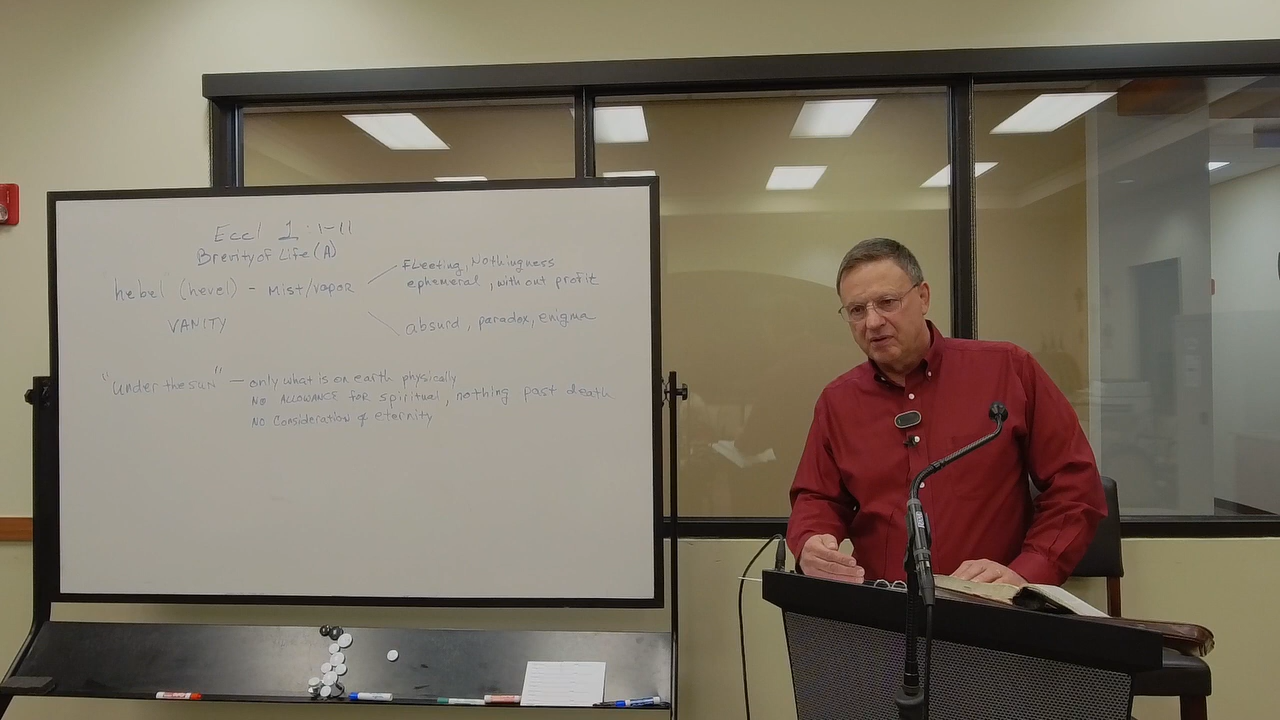 Eccl 1:1-11
Brevity of Life (A)
hebel (hevel) - Mist/vapor
Fleeting, Nothingness
ephemeral, without profit
VANITY
absurd, paradox, enigma
"Under the sun" - only what is on earth physically
NO ALLOWANCE FOR spiritual, nothing past death
NO Consideration of eternity